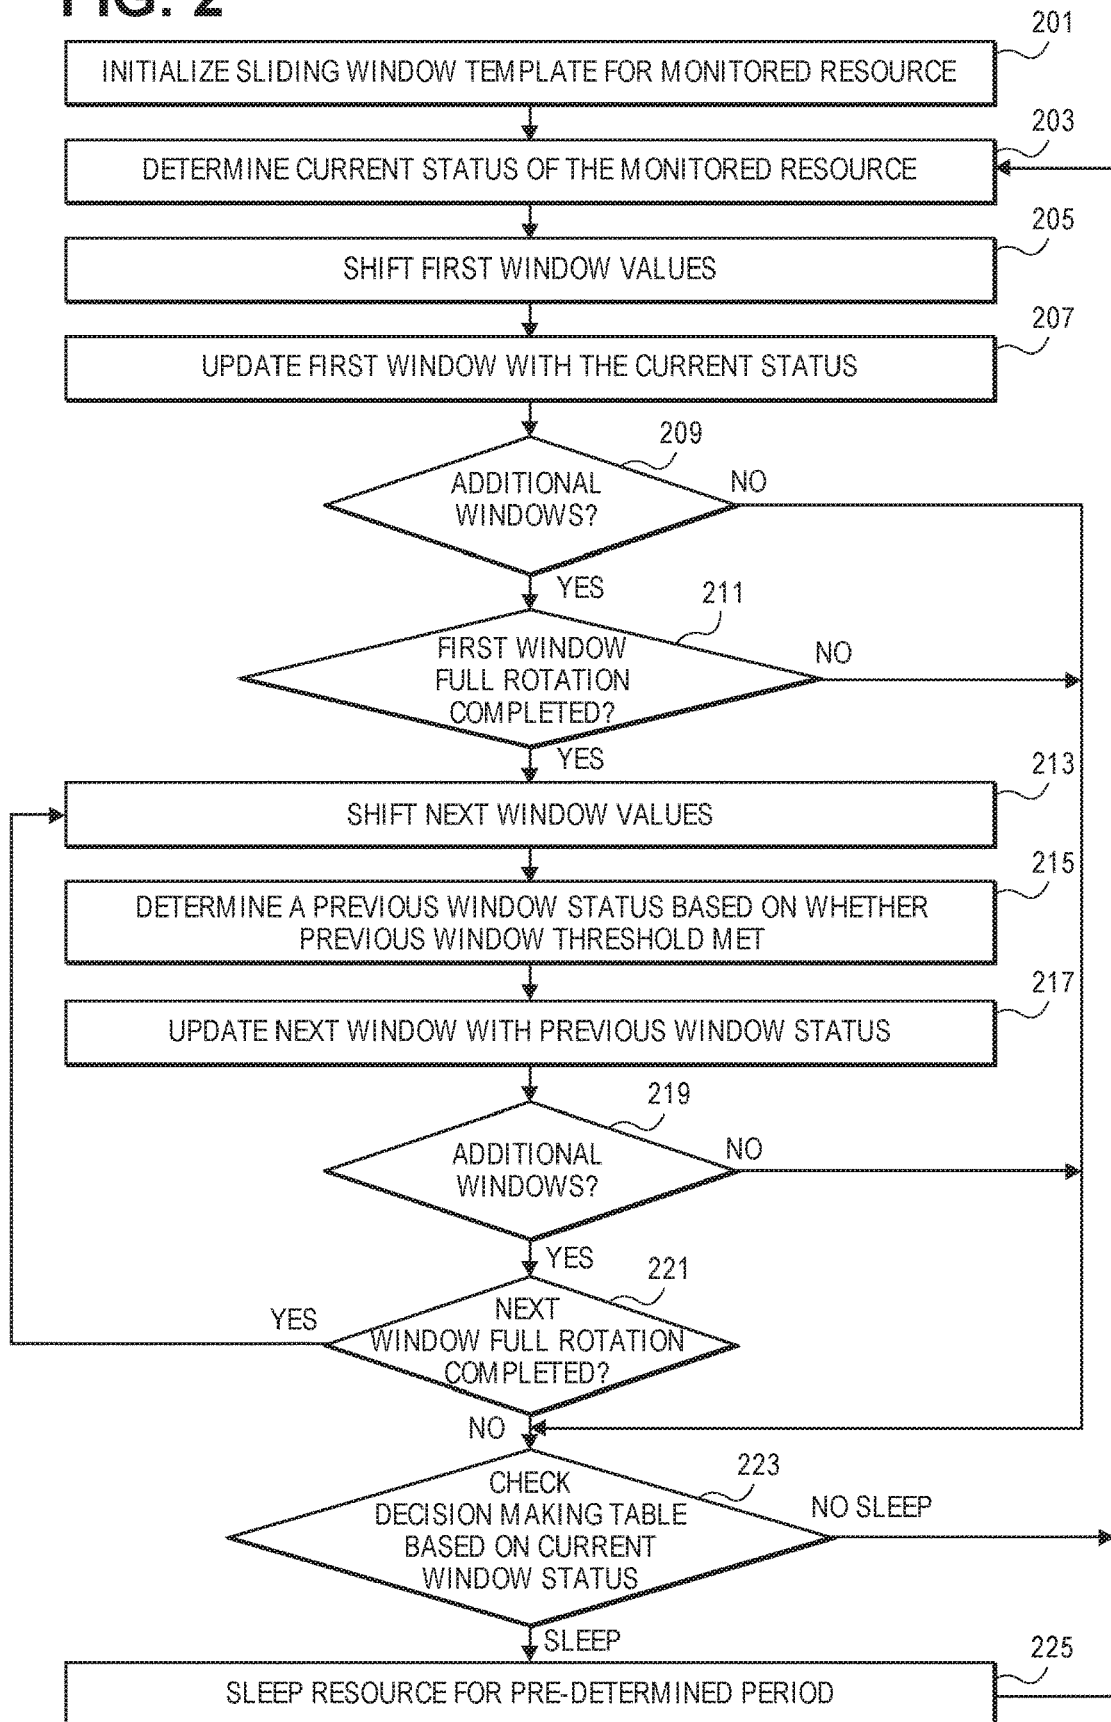 FIG. 2
201
INITIALIZE SLIDING WINDOW TEMPLATE FOR MONITORED RESOURCE
203
DETERMINE CURRENT STATUS OF THE MONITORED RESOURCE
205
SHIFT FIRST WINDOW VALUES
207
UPDATE FIRST WINDOW WITH THE CURRENT STATUS
209
ADDITIONAL
WINDOWS?
NO
YES
211
FIRST WINDOW
FULL ROTATION
COMPLETED?
NO
YES
213
SHIFT NEXT WINDOW VALUES
215
DETERMINE A PREVIOUS WINDOW STATUS BASED ON WHETHER
PREVIOUS WINDOW THRESHOLD MET
217
UPDATE NEXT WINDOW WITH PREVIOUS WINDOW STATUS
219
ADDITIONAL
WINDOWS?
NO
YES
221
NEXT
WINDOW FULL ROTATION
COMPLETED?
YES
NO
223
CHECK
DECISION MAKING TABLE
BASED ON CURRENT
WINDOW STATUS
NO SLEEP
SLEEP
225
SLEEP RESOURCE FOR PRE-DETERMINED PERIOD